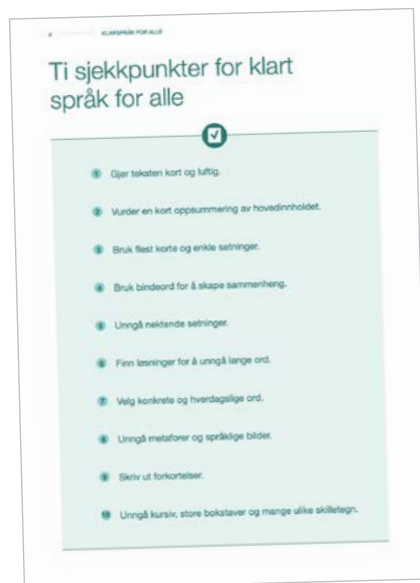 KLARSPRÅK FOR ALLE
Ti sjekkpunkter for klart
språk for alle
1 Gjør teksten kort og luftig.
2 Vurder en kort oppsummering av hovedinnholdet.
3 Bruk flest korte og enkle setninger.
4 Bruk bindeord for å skape sammenheng.
5 Unngå nektende setninger.
6 Finn løsninger for å unngå lange ord.
7 Velg konkrete og hverdagslige ord.
8 Unngå metaforer og språklige bilder.
9 Skriv ut forkortelser.
10 Unngå kursiv, store bokstaver og mange ulike skilletegn.